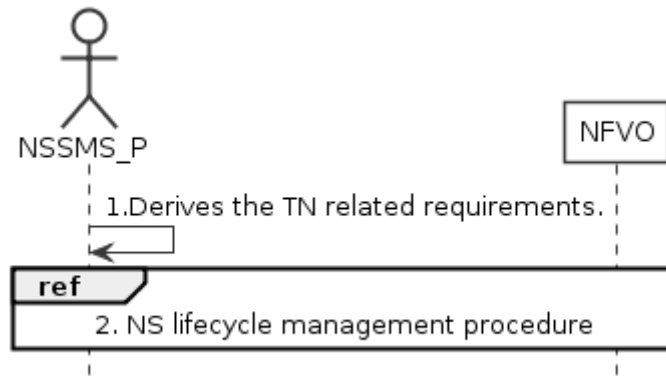 NSSMS_P
NFVO
1.Derives the TN related requirements.
ref
2. NS lifecycle management procedure